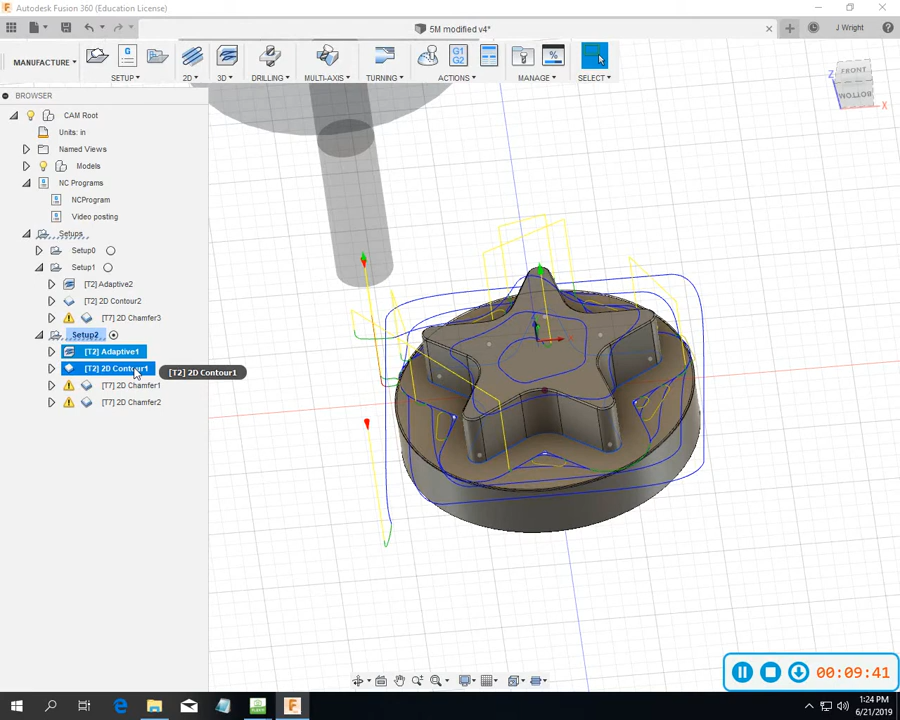 Autodesk Fusion 360 (Education License)
5M modified v4*
J Wright
MANUFACTURE
G1
G2
SETUP
2D
3D
DRILLING
MULTI-AXIS
TURNING
ACTIONS
MANAGE
SELECT
BROWSER
CAM Root
Units: in
Named Views
Models
NC Programs
NCProgram
Video posting
Setups
Setup0
Setup1
[T2] Adaptive2
[T2] 2D Contour2
[T7] 2D Chamfer3
Setup2
[T2] Adaptive1
[T2] 2D Contour1
[T2] 2D Contour1
[T7] 2D Chamfer1
[T7] 2D Chamfer2
Z
FRONT
BOTTOM
X
00:09:41
1:24 PM
6/21/2019